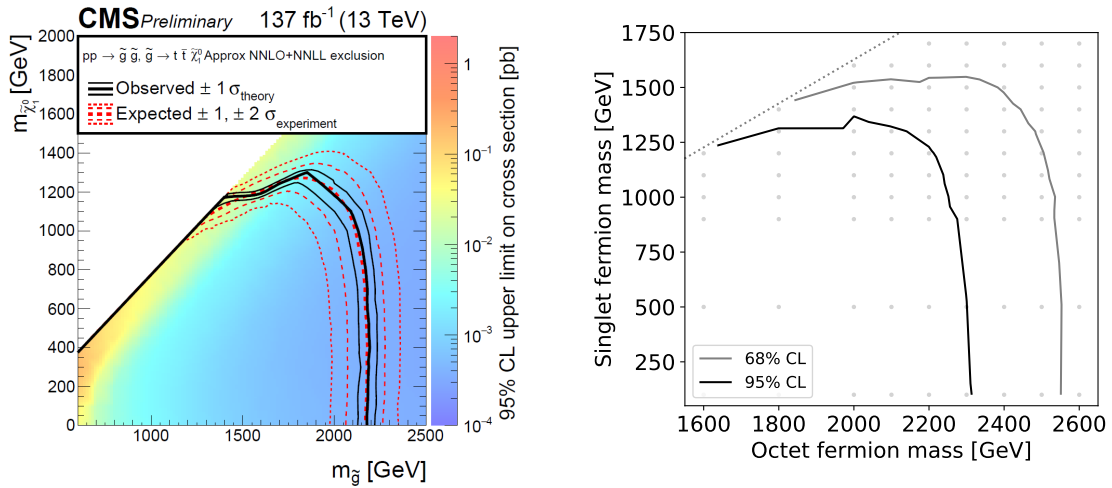 CMS Preliminary 137 fb⁻¹ (13 TeV)
pp → g̃ g̃, g̃ → t t̄ χ̃⁰₁ Approx NNLO+NNLL exclusion
Observed ± 1 σ_theory
Expected ± 1, ± 2 σ_experiment
m_χ̃⁰₁ [GeV]
2000
1800
1600
1400
1200
1000
800
600
400
200
0
1000 1500 2000 2500
m_g̃ [GeV]
1
10⁻¹
10⁻²
10⁻³
10⁻⁴
95% CL upper limit on cross section [pb]
Singlet fermion mass [GeV]
1750
1500
1250
1000
750
500
250
68% CL
95% CL
1600 1800 2000 2200 2400 2600
Octet fermion mass [GeV]